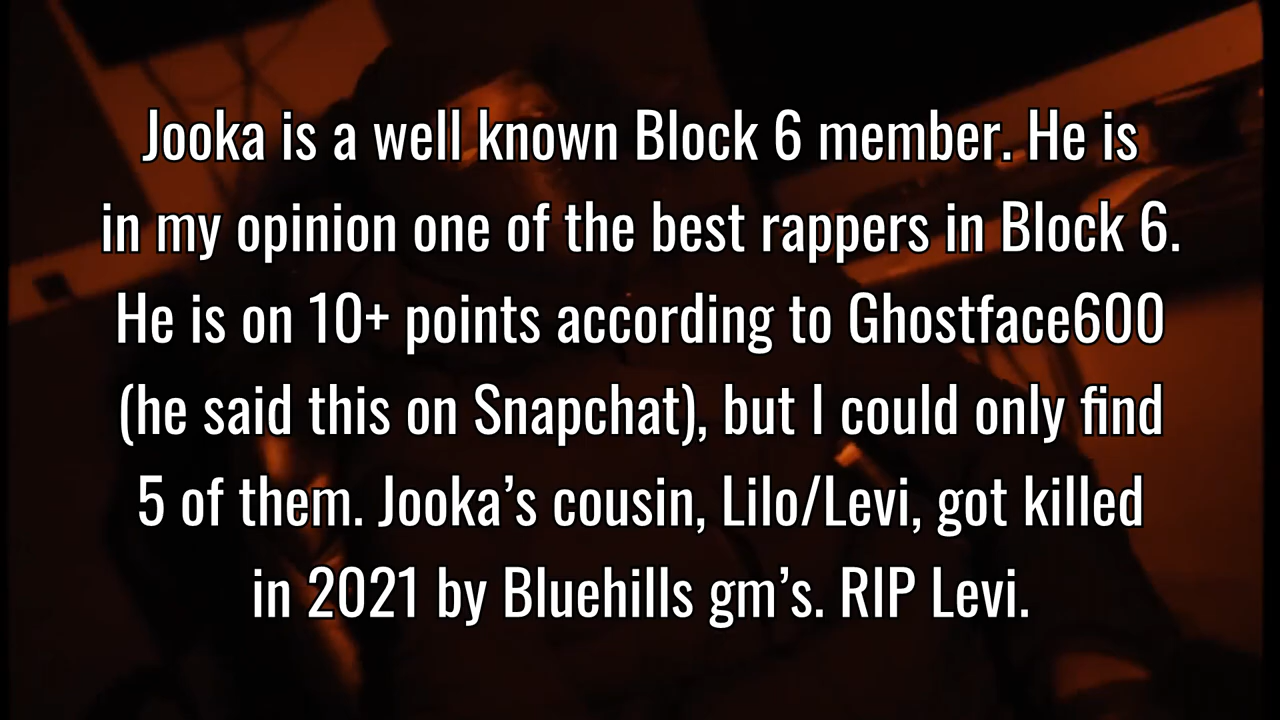 Jooka is a well known Block 6 member. He is
in my opinion one of the best rappers in Block 6.
He is on 10+ points according to Ghostface600
(he said this on Snapchat), but I could only find
5 of them. Jooka’s cousin, Lilo/Levi, got killed
in 2021 by Bluehills gm’s. RIP Levi.